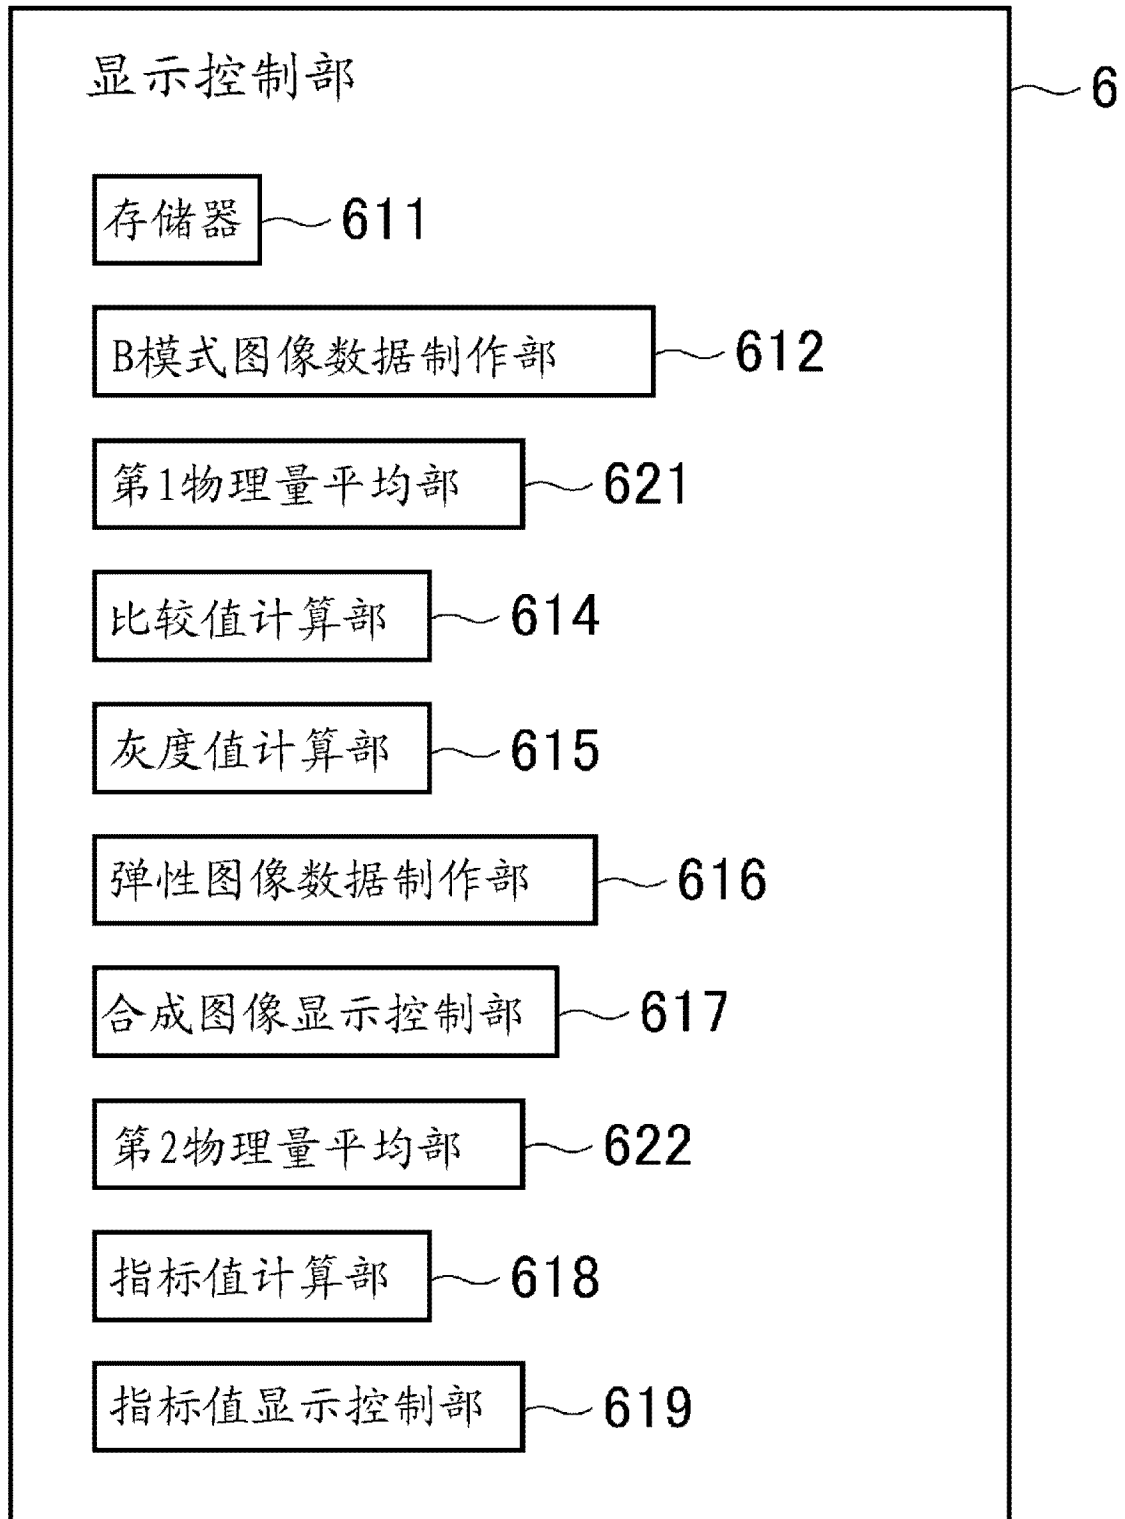 显示控制部 6
存储器 611
B模式图像数据制作部 612
第1物理量平均部 621
比较值计算部 614
灰度值计算部 615
弹性图像数据制作部 616
合成图像显示控制部 617
第2物理量平均部 622
指标值计算部 618
指标值显示控制部 619